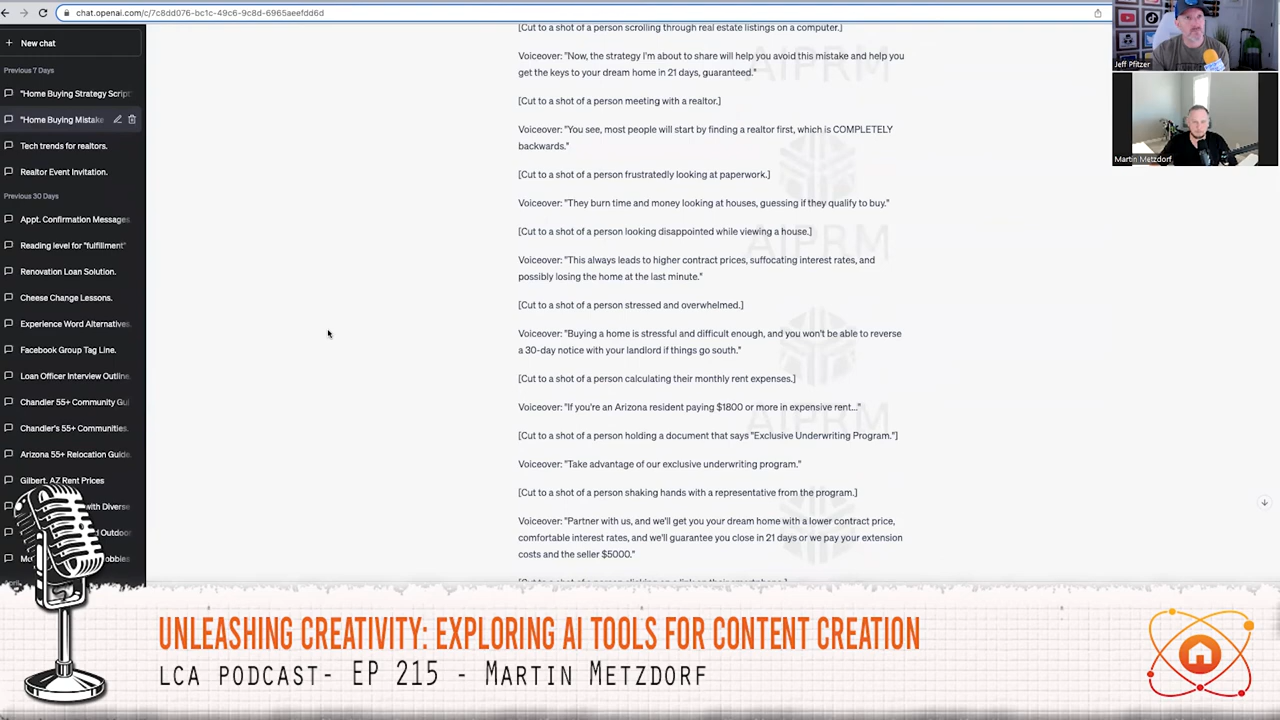 chat.openai.com/c/7c8dd076-bc1c-49c6-9c8d-6965aeefdd6d
New chat
Previous 7 Days
"Home Buying Strategy Script
"Home Buying Mistake
Tech trends for realtors.
Realtor Event Invitation.
Previous 30 Days
Appt. Confirmation Messages
Reading level for "fulfillment"
Renovation Loan Solution.
Cheese Change Lessons.
Experience Word Alternatives.
Facebook Group Tag Line.
Loan Officer Interview Outline
Chandler 55+ Community Gui
Chandler's 55+ Communities.
Arizona 55+ Relocation Guide.
Gilbert, AZ Rent Prices
with Diverse
Outdoo
[Cut to a shot of a person scrolling through real estate listings on a computer.]
Voiceover: "Now, the strategy I'm about to share will help you avoid this mistake and help you
get the keys to your dream home in 21 days, guaranteed."
[Cut to a shot of a person meeting with a realtor.]
Voiceover: "You see, most people will start by finding a realtor first, which is COMPLETELY
backwards."
[Cut to a shot of a person frustratedly looking at paperwork.]
Voiceover: "They burn time and money looking at houses, guessing if they qualify to buy."
[Cut to a shot of a person looking disappointed while viewing a house.]
Voiceover: "This always leads to higher contract prices, suffocating interest rates, and
possibly losing the home at the last minute."
[Cut to a shot of a person stressed and overwhelmed.]
Voiceover: "Buying a home is stressful and difficult enough, and you won't be able to reverse
a 30-day notice with your landlord if things go south."
[Cut to a shot of a person calculating their monthly rent expenses.]
Voiceover: "If you're an Arizona resident paying $1800 or more in expensive rent..."
[Cut to a shot of a person holding a document that says "Exclusive Underwriting Program."]
Voiceover: "Take advantage of our exclusive underwriting program."
[Cut to a shot of a person shaking hands with a representative from the program.]
Voiceover: "Partner with us, and we'll get you your dream home with a lower contract price,
comfortable interest rates, and we'll guarantee you close in 21 days or we pay your extension
costs and the seller $5000."
AIPRM
AIPRM
AIPRM
Jeff Pfitzer
Martin Metzdorf
UNLEASHING CREATIVITY: EXPLORING AI TOOLS FOR CONTENT CREATION
LCA PODCAST- EP 215 - MARTIN METZDORF